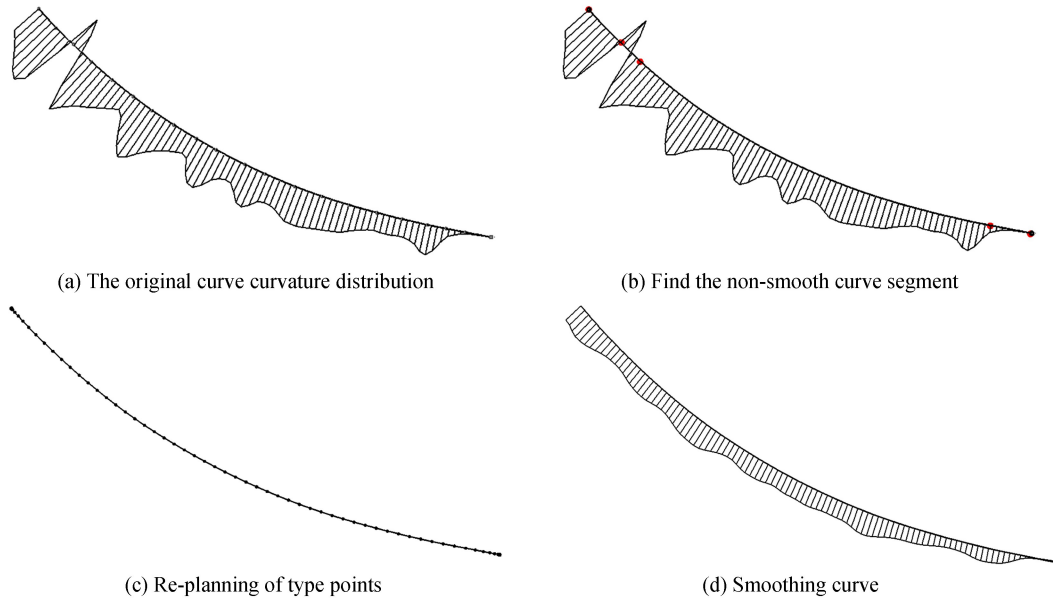 (a) The original curve curvature distribution
(b) Find the non-smooth curve segment
(c) Re-planning of type points
(d) Smoothing curve